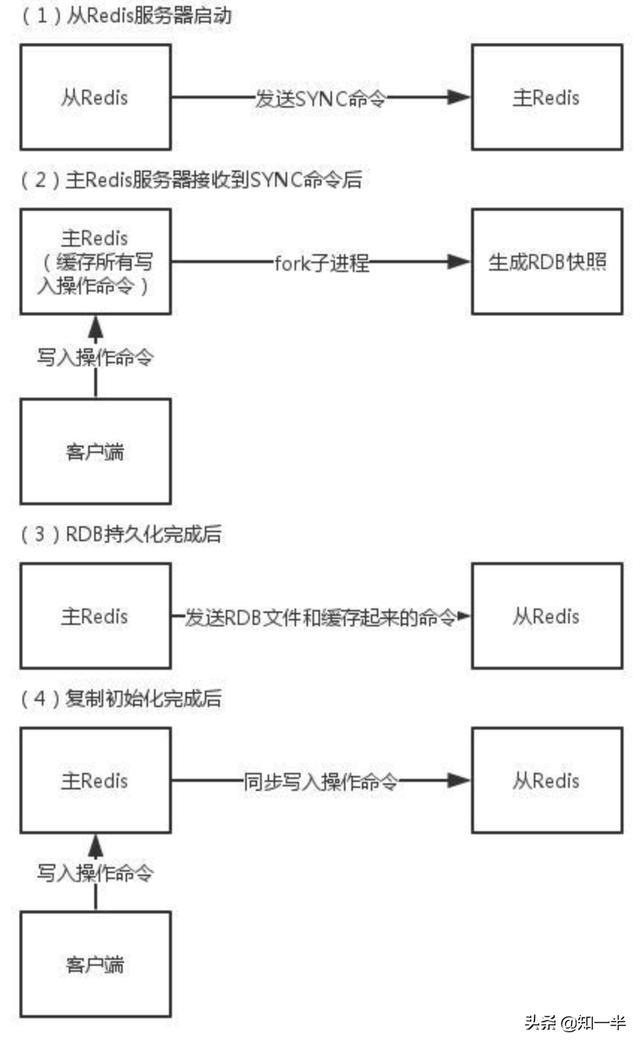 （1）从Redis服务器启动
从Redis
发送SYNC命令
主Redis
（2）主Redis服务器接收到SYNC命令后
主Redis
（缓存所有写
入操作命令）
fork子进程
生成RDB快照
写入操作命令
客户端
（3）RDB持久化完成后
主Redis
发送RDB文件和缓存起来的命令
从Redis
（4）复制初始化完成后
主Redis
同步写入操作命令
从Redis
写入操作命令
客户端
头条 @知一半